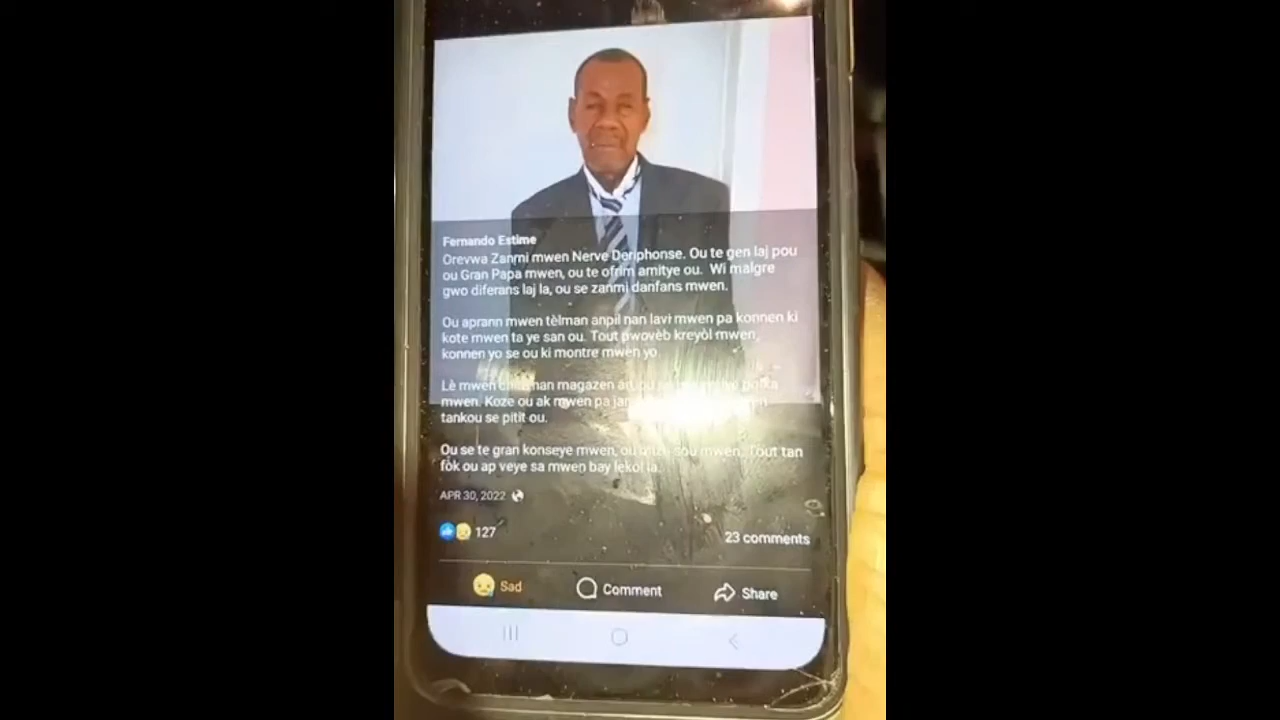 Fernando Estime
Orevwa Zanmi mwen Nerve Deriphonse. Ou te gen laj pou
ou Gran Papa mwen, ou te ofrim amitye ou. Wi malgre
gwo diferans laj la, ou se zanmi danfans mwen.
Ou aprann mwen tèlman anpil nan lavi mwen pa konnen ki
kote mwen ta ye san ou. Tout pwovèb kreyòl mwen,
konnen yo se ou ki montre mwen yo
Lè mwen nan magazen
mwen. Koze ou ak mwen pa
tankou se pitit ou.
Ou se te gran konseye mwen, ou sou mwen. Tout tan
fòk ou ap veye sa mwen bay lekòl la.
APR 30, 2022
127
23 comments
Sad
Comment
Share